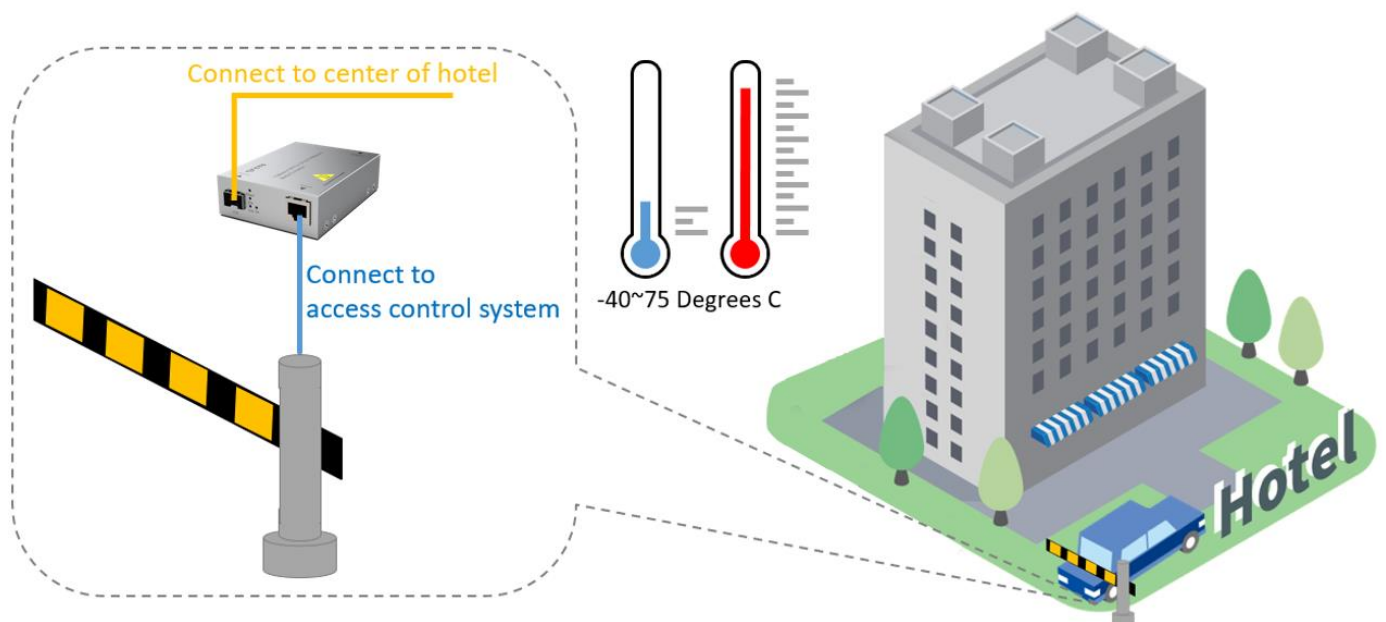 Connect to center of hotel
Connect to
access control system
-40~75 Degrees C
Hotel